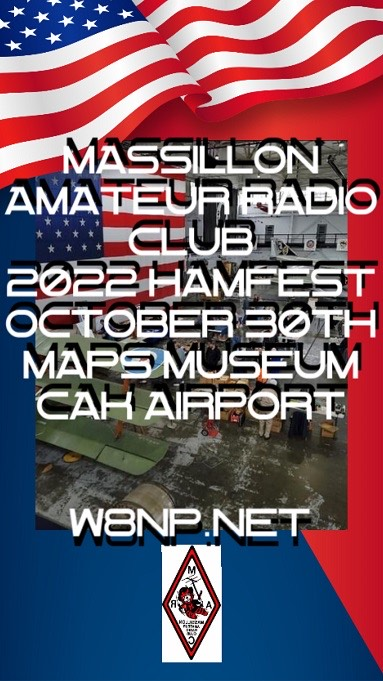 MASSILLON
AMATEUR RADIO
CLUB
2022 HAMFEST
OCTOBER 30TH
MAPS MUSEUM
CAK AIRPORT
W8NP.NET
M
A R
C